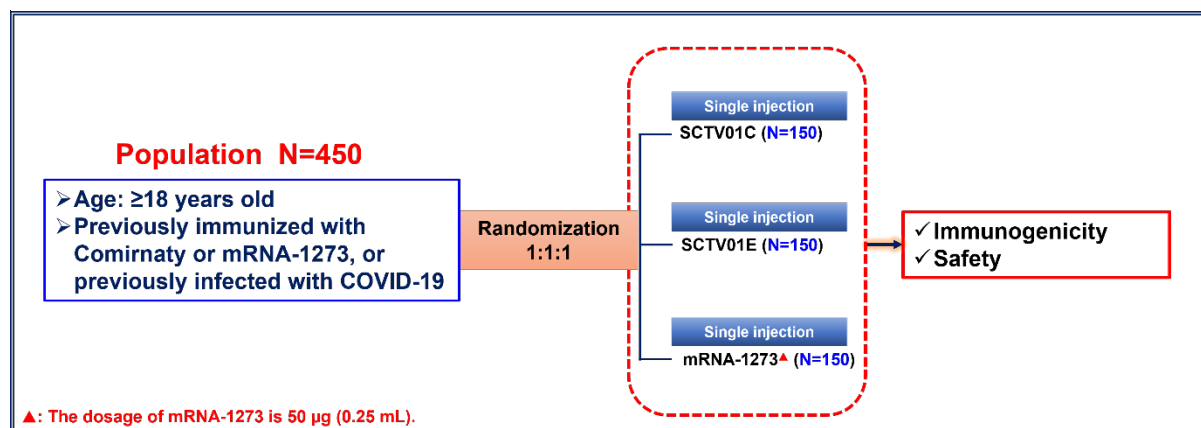 Population N=450
➢Age: ≥18 years old
➢Previously immunized with
Comirnaty or mRNA-1273, or
previously infected with COVID-19
Randomization
1:1:1
Single injection
SCTV01C (N=150)
Single injection
SCTV01E (N=150)
Single injection
mRNA-1273▲ (N=150)
✓Immunogenicity
✓Safety
▲: The dosage of mRNA-1273 is 50 μg (0.25 mL).